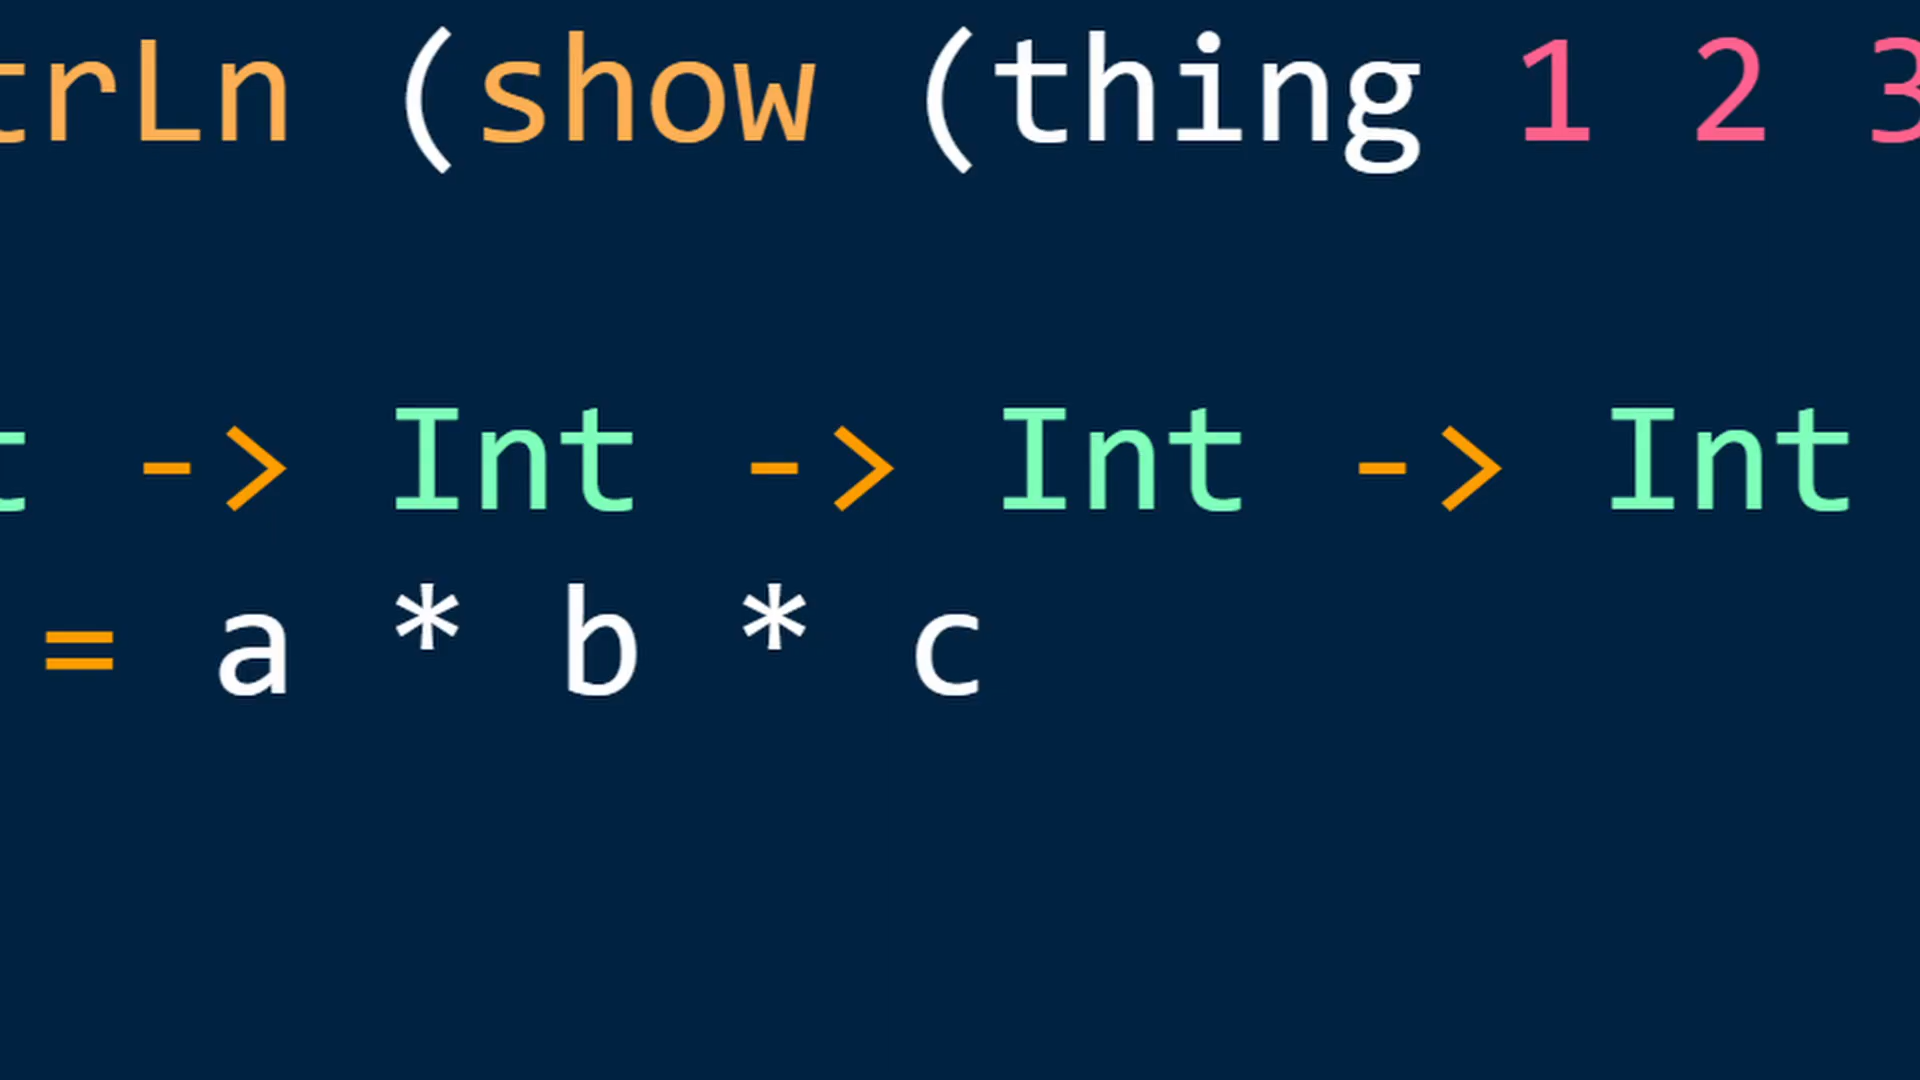 trLn (show (thing 1 2 3
t -> Int -> Int -> Int
= a * b * c